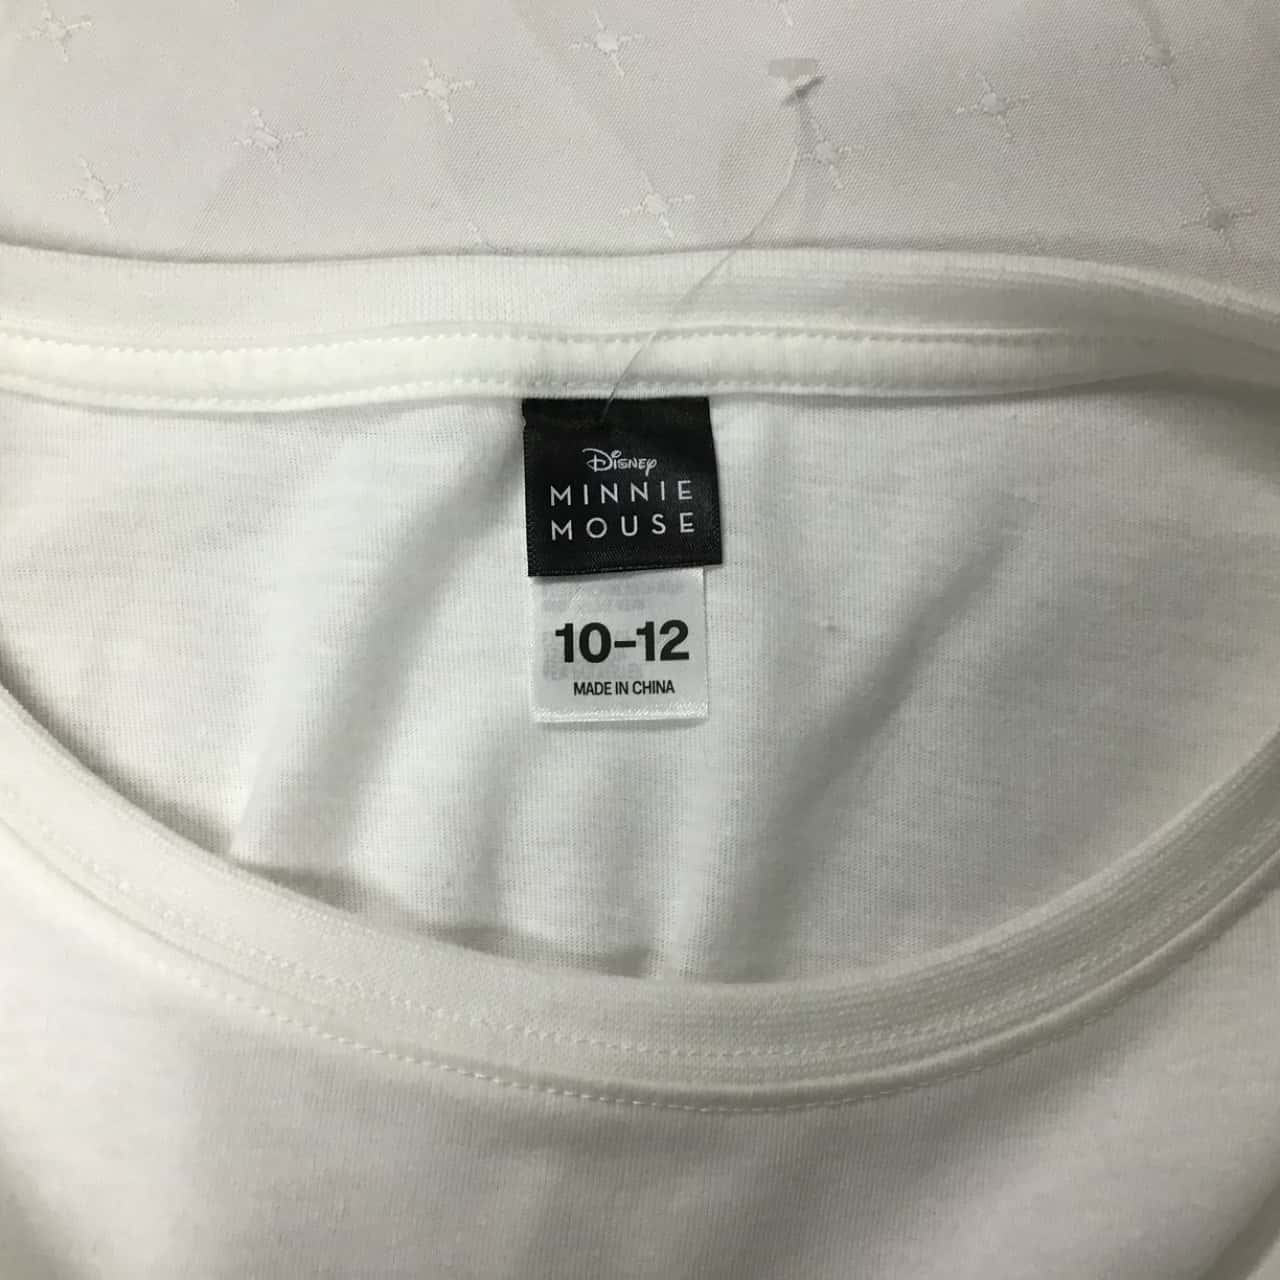 Disney
MINNIE
MOUSE
10-12
MADE IN CHINA